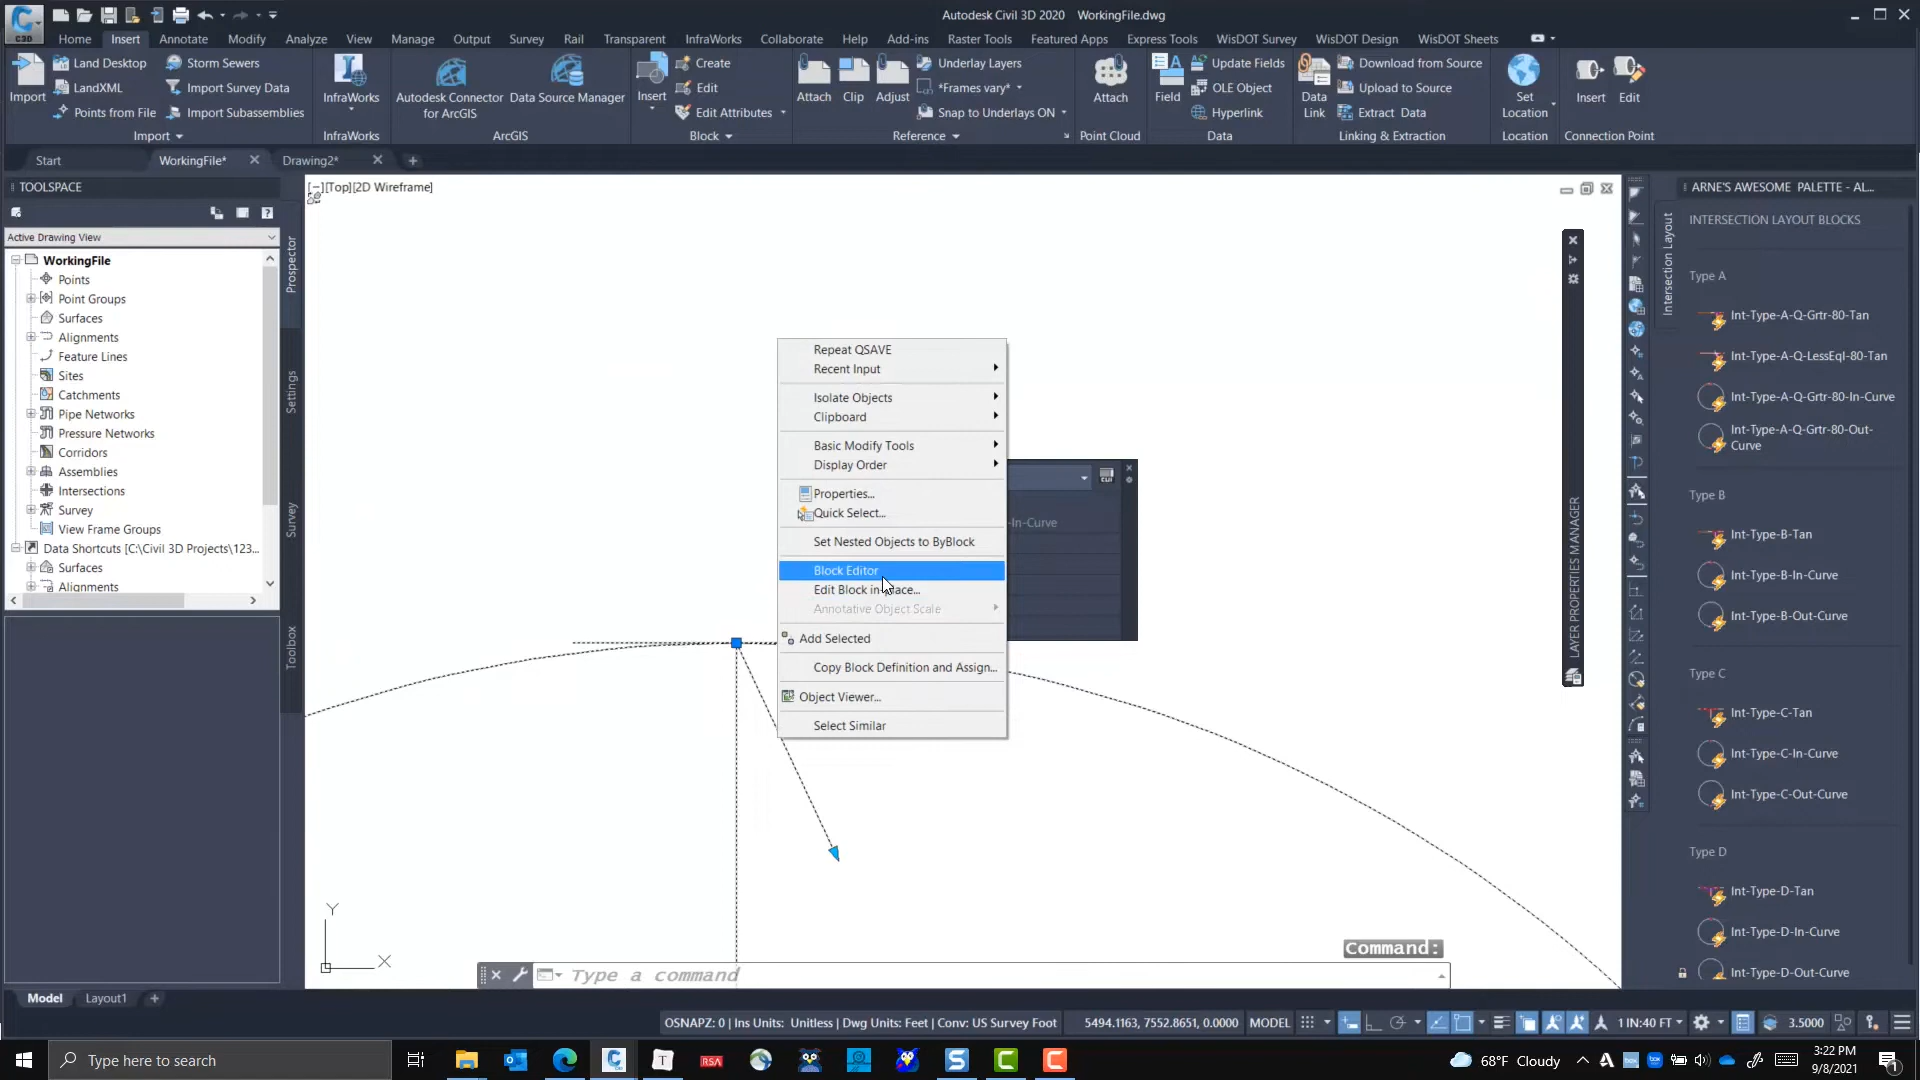 C3D
Autodesk Civil 3D 2020 WorkingFile.dwg
Home Insert Annotate Modify Analyze View Manage Output Survey Rail Transparent InfraWorks Collaborate Help Add-ins Raster Tools Featured Apps Express Tools WisDOT Survey WisDOT Design WisDOT Sheets
Import
Land Desktop
LandXML
Points from File
Storm Sewers
Import Survey Data
Import Subassemblies
InfraWorks
Autodesk Connector
for ArcGIS
Data Source Manager
Insert
Create
Edit
Edit Attributes
Attach
Clip
Adjust
Underlay Layers
*Frames vary*
Snap to Underlays ON
Attach
Field
Update Fields
OLE Object
Hyperlink
Data
Link
Download from Source
Upload to Source
Extract Data
Set
Location
Insert
Edit
Import
InfraWorks
ArcGIS
Block
Reference
Point Cloud
Data
Linking & Extraction
Location
Connection Point
Start
WorkingFile*
Drawing2*
TOOLSPACE
Active Drawing View
WorkingFile
Points
Point Groups
Surfaces
Alignments
Feature Lines
Sites
Catchments
Pipe Networks
Pressure Networks
Corridors
Assemblies
Intersections
Survey
View Frame Groups
Data Shortcuts [C:\Civil 3D Projects\123...
Surfaces
Alignments
Prospector
Settings
Survey
Toolbox
[−][Top][2D Wireframe]
Repeat QSAVE
Recent Input
Isolate Objects
Clipboard
Basic Modify Tools
Display Order
Properties...
Quick Select...
Set Nested Objects to ByBlock
Block Editor
Annotative Object Scale
Add Selected
Copy Block Definition and Assign...
Object Viewer...
Select Similar
-In-Curve
LAYER PROPERTIES MANAGER
ARNE'S AWESOME PALETTE - AL...
Intersection Layout
INTERSECTION LAYOUT BLOCKS
Type A
Int-Type-A-Q-Grtr-80-Tan
Int-Type-A-Q-LessEql-80-Tan
Int-Type-A-Q-Grtr-80-In-Curve
Int-Type-A-Q-Grtr-80-Out-
Curve
Type B
Int-Type-B-Tan
Int-Type-B-In-Curve
Int-Type-B-Out-Curve
Type C
Int-Type-C-Tan
Int-Type-C-In-Curve
Int-Type-C-Out-Curve
Type D
Int-Type-D-Tan
Int-Type-D-In-Curve
Int-Type-D-Out-Curve
Y
X
Command:
Type a command
Model
Layout1
OSNAPZ: 0 | Ins Units: Unitless | Dwg Units: Feet | Conv: US Survey Foot
5494.1163, 7552.8651, 0.0000
MODEL
1 IN:40 FT
3.5000
Type here to search
T
RSA
68°F Cloudy
3:22 PM
9/8/2021
1